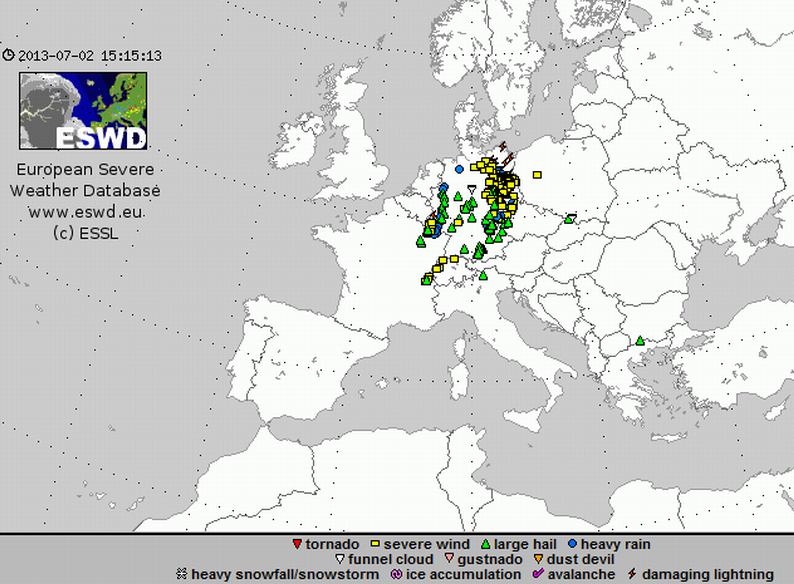 2013-07-02 15:15:13
ESWD
European Severe
Weather Database
www.eswd.eu
(c) ESSL
tornado severe wind large hail heavy rain
funnel cloud gustnado dust devil
heavy snowfall/snowstorm ice accumulation avalanche damaging lightning